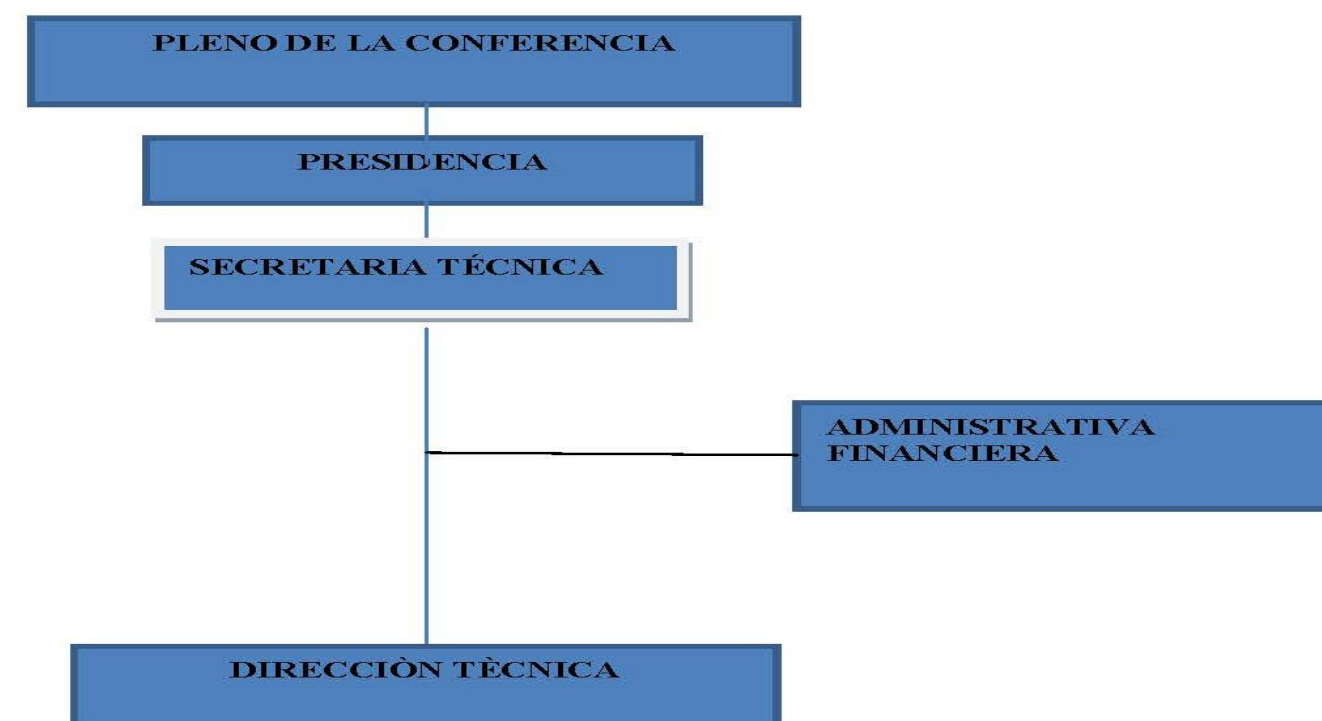 PLENO DE LA CONFERENCIA
PRESIDENCIA
SECRETARIA TÉCNICA
ADMINISTRATIVA
FINANCIERA
DIRECCIÒN TÈCNICA